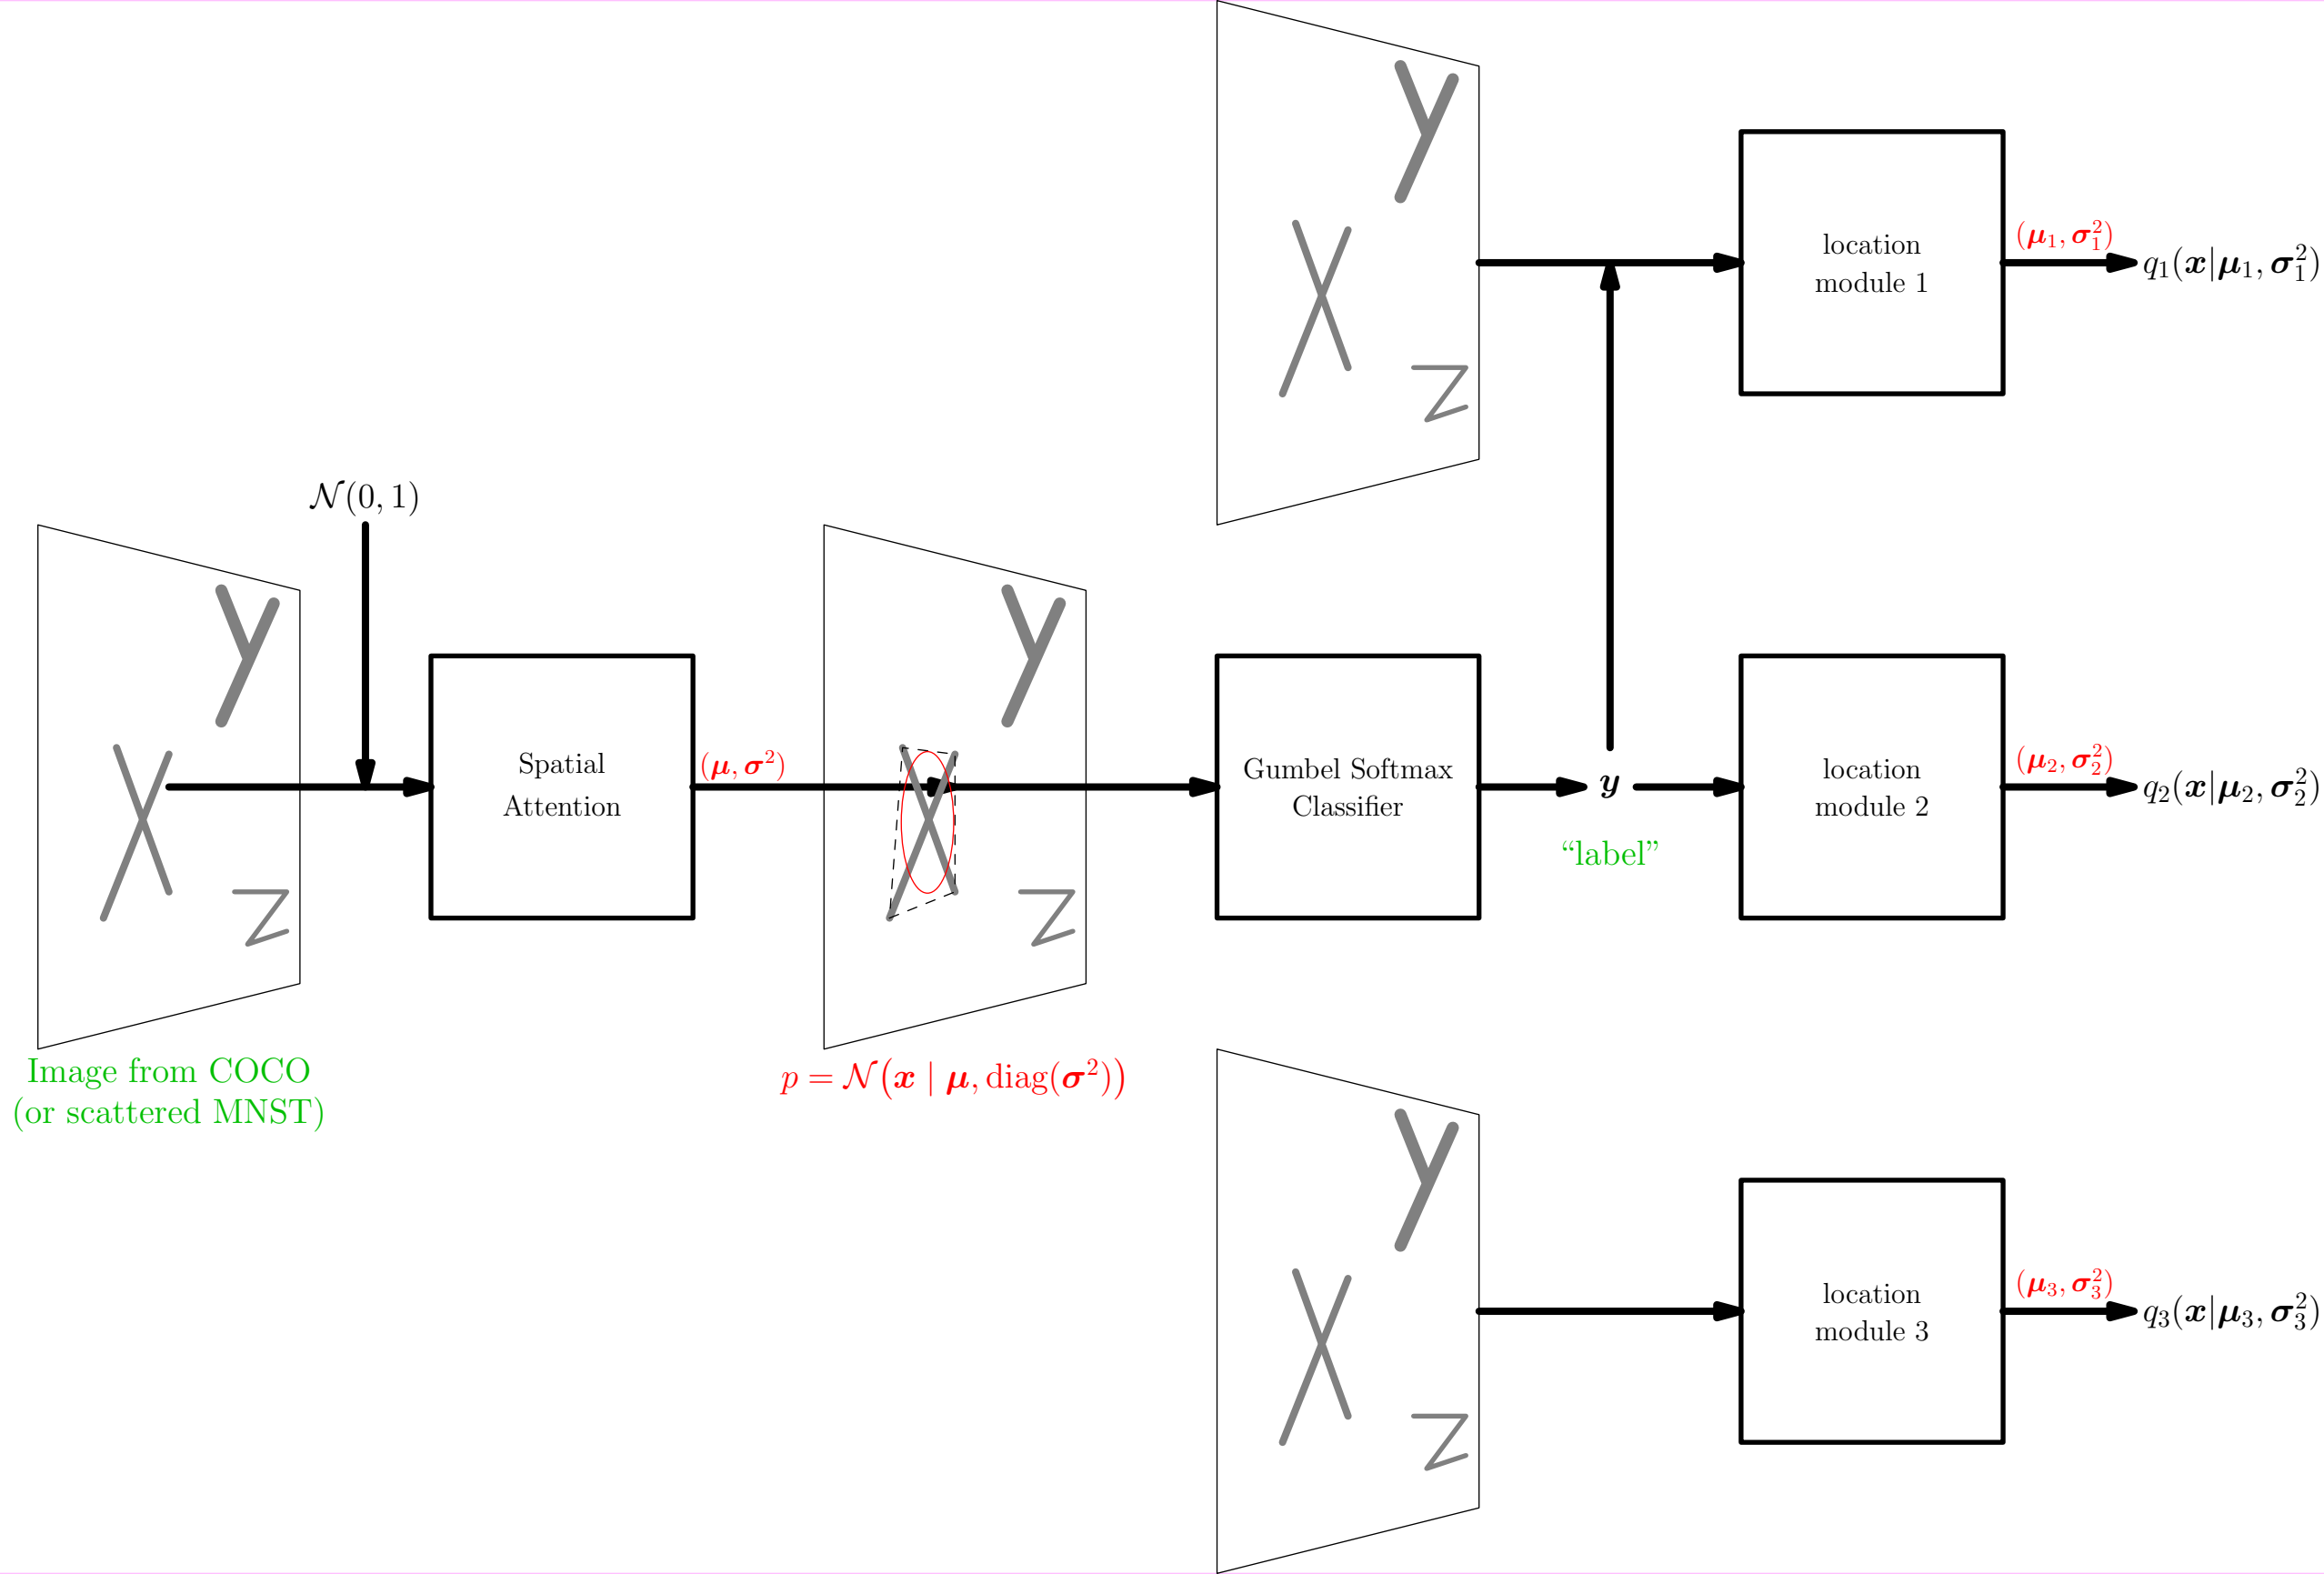 y
X
z
location
module 1
(μ₁, σ₁²)
q₁(x|μ₁, σ₁²)
𝒩(0, 1)
y
X
z
Spatial
Attention
(μ, σ²)
y
X
z
Gumbel Softmax
Classifier
y
“label”
location
module 2
(μ₂, σ₂²)
q₂(x|μ₂, σ₂²)
Image from COCO
(or scattered MNST)
p = 𝒩(x | μ, diag(σ²))
y
X
z
location
module 3
(μ₃, σ₃²)
q₃(x|μ₃, σ₃²)